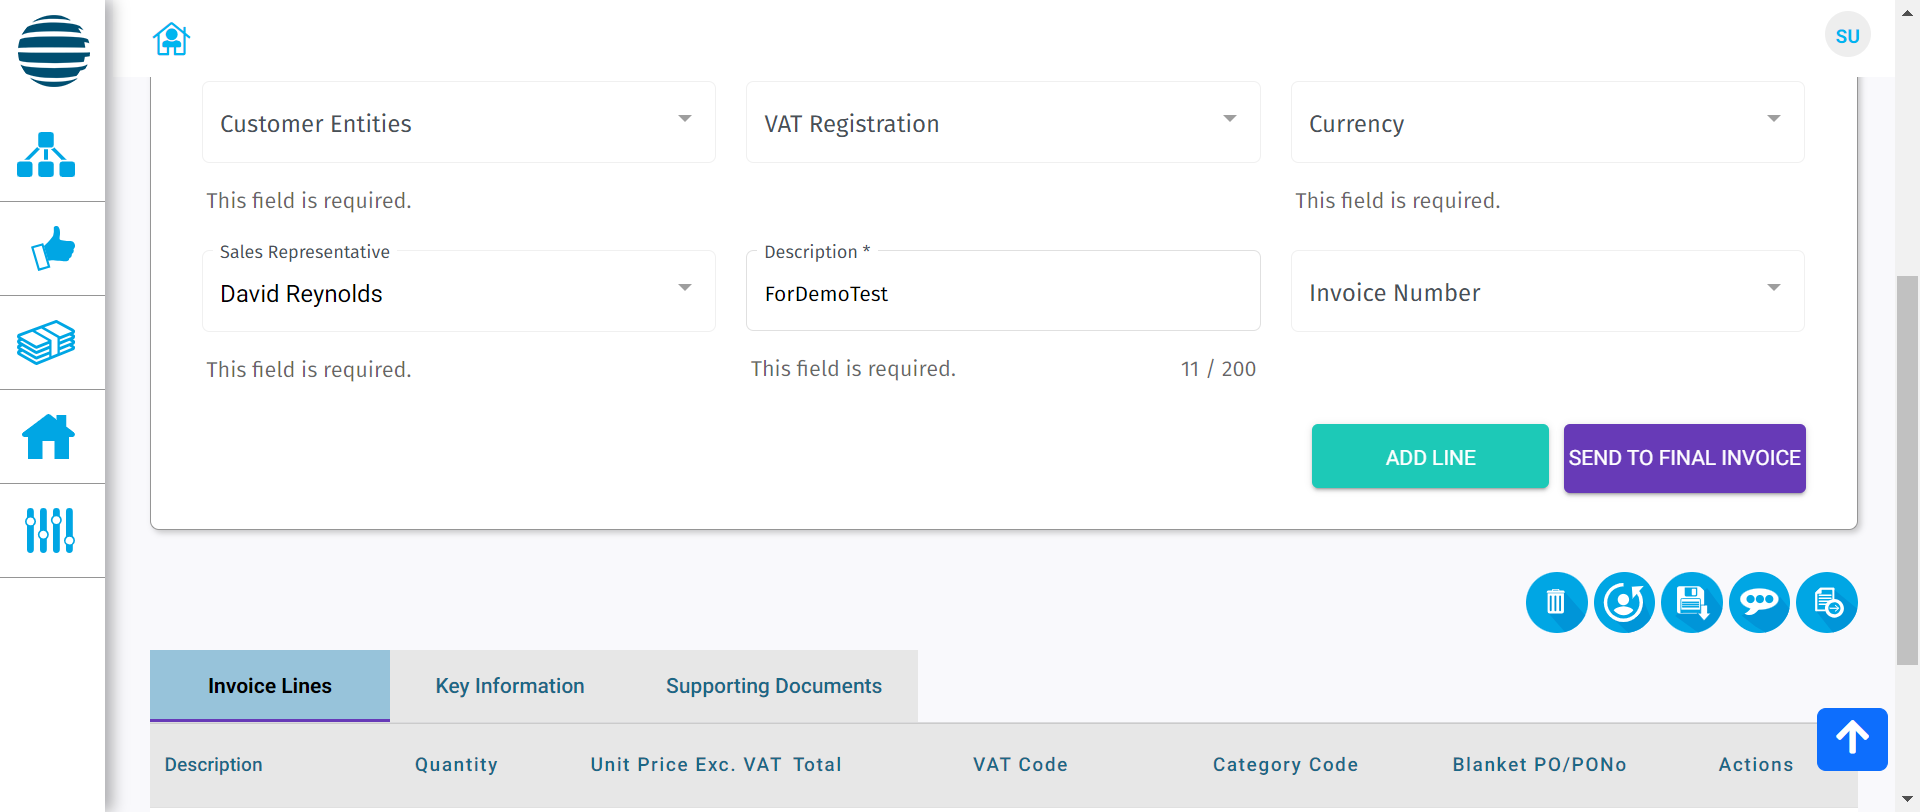 SU
Customer Entities
VAT Registration
Currency
This field is required.
This field is required.
Sales Representative
David Reynolds
Description *
ForDemoTest
Invoice Number
This field is required.
This field is required.
11 / 200
ADD LINE
SEND TO FINAL INVOICE
Invoice Lines
Key Information
Supporting Documents
Description
Quantity
Unit Price Exc. VAT
Total
VAT Code
Category Code
Blanket PO/PONo
Actions